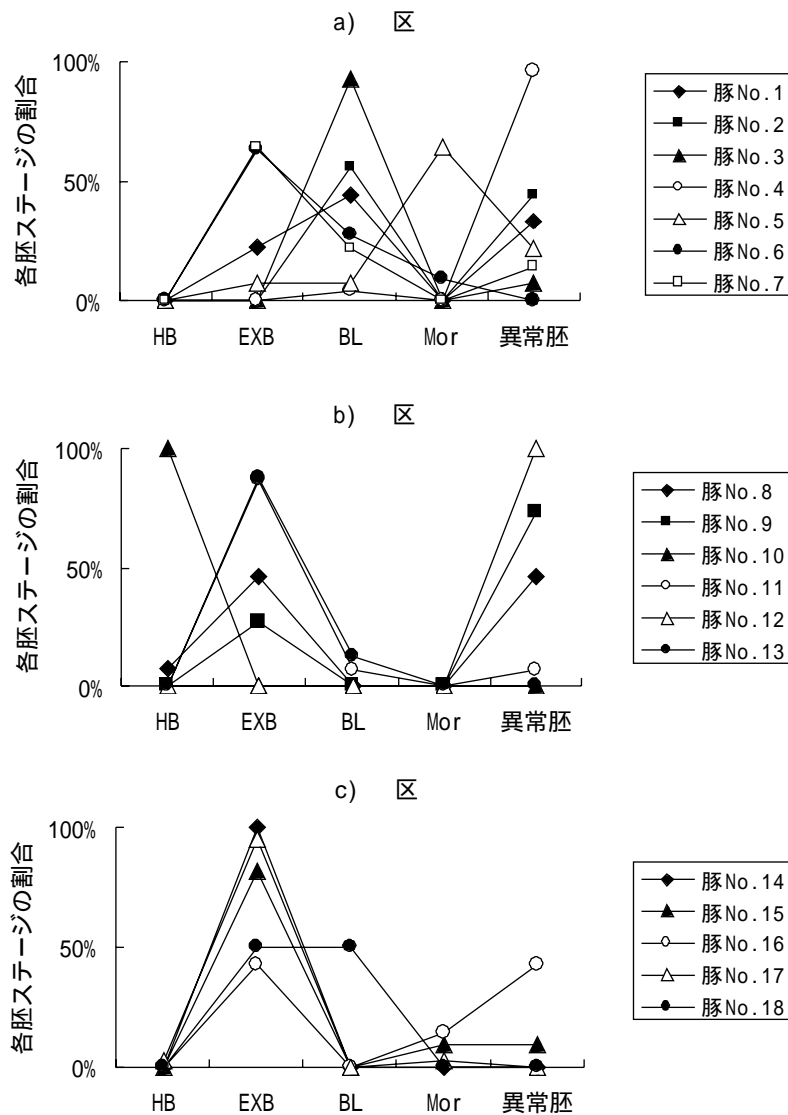 a) 区
各胚ステージの割合
100%
50%
0%
HB EXB BL Mor 異常胚
豚No.1
豚No.2
豚No.3
豚No.4
豚No.5
豚No.6
豚No.7
b) 区
各胚ステージの割合
100%
50%
0%
HB EXB BL Mor 異常胚
豚No.8
豚No.9
豚No.10
豚No.11
豚No.12
豚No.13
c) 区
各胚ステージの割合
100%
50%
0%
HB EXB BL Mor 異常胚
豚No.14
豚No.15
豚No.16
豚No.17
豚No.18